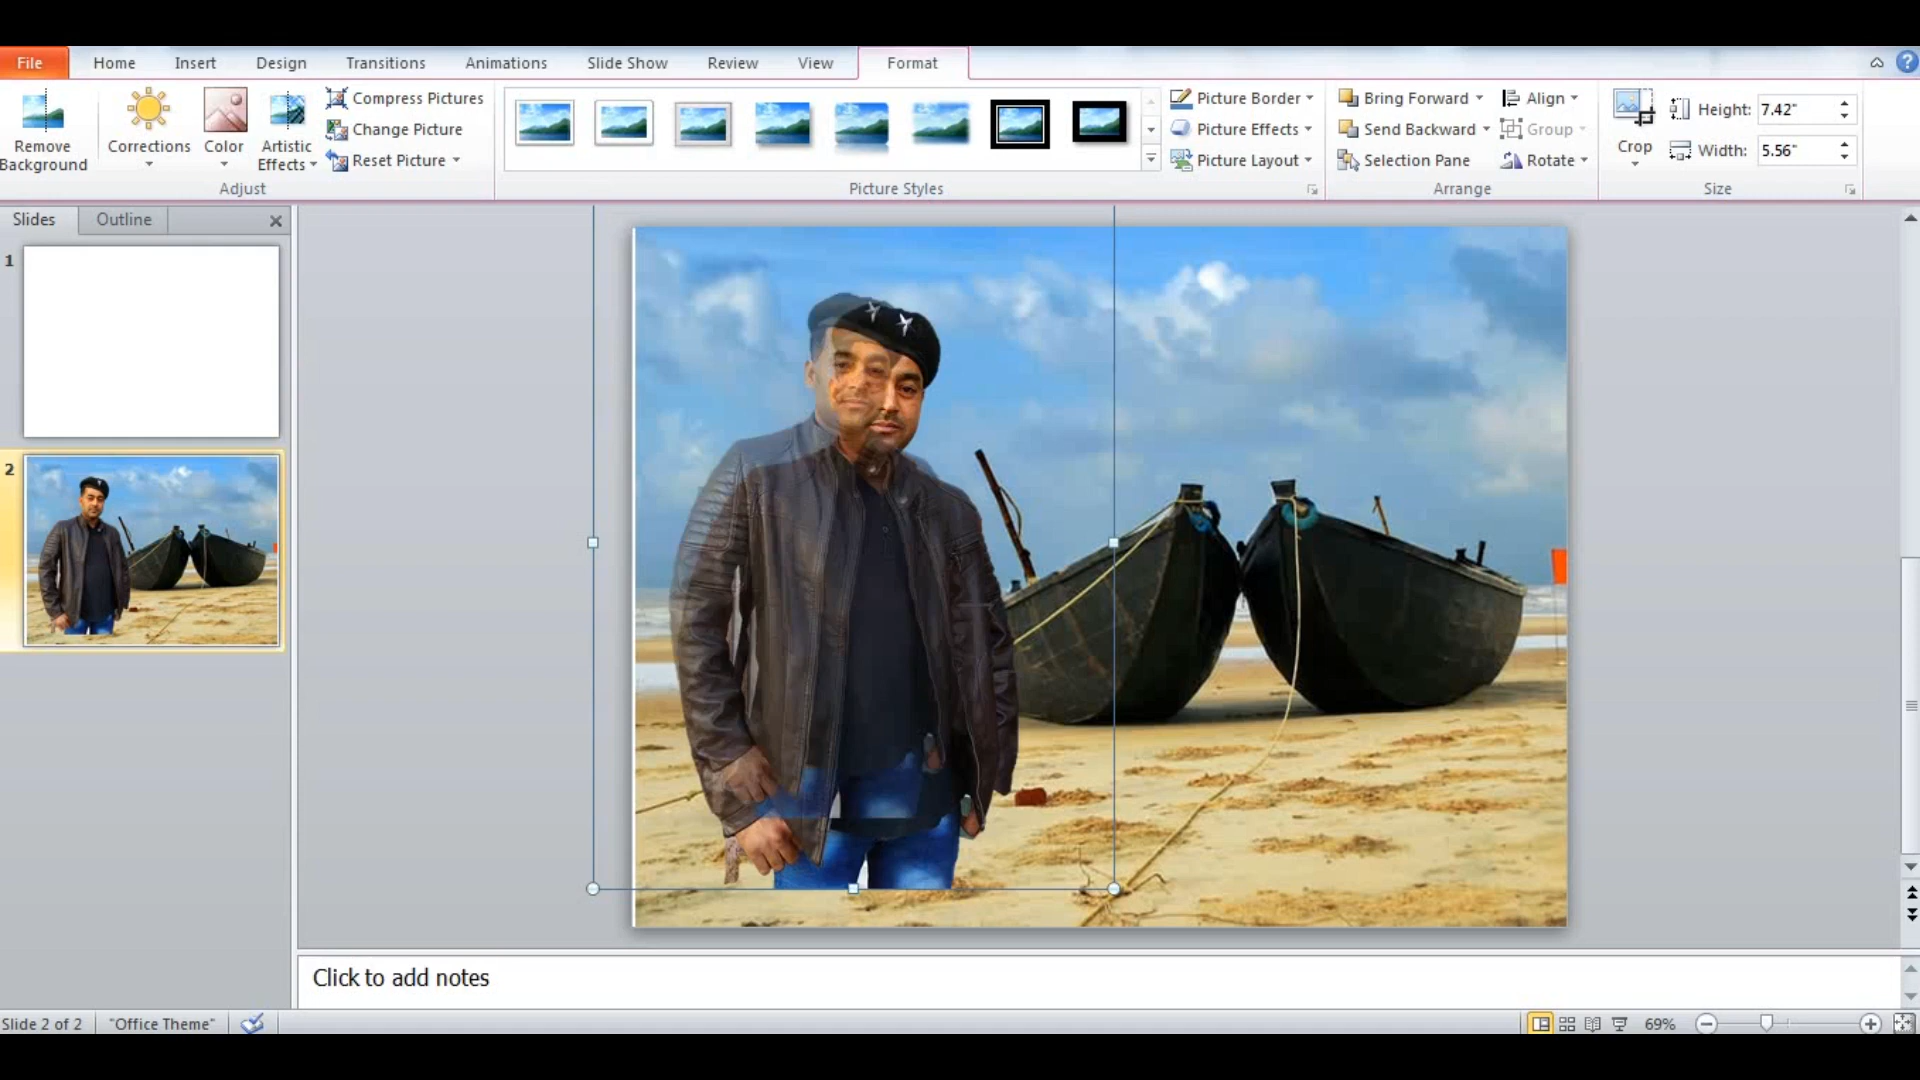 File Home Insert Design Transitions Animations Slide Show Review View Format
Remove Background
Corrections
Color
Artistic Effects
Compress Pictures
Change Picture
Reset Picture
Adjust
Picture Styles
Picture Border
Picture Effects
Picture Layout
Bring Forward
Send Backward
Selection Pane
Align
Group
Rotate
Arrange
Crop
Height: 7.42"
Width: 5.56"
Size
Slides Outline
1
2
Click to add notes
Slide 2 of 2 "Office Theme" 69%